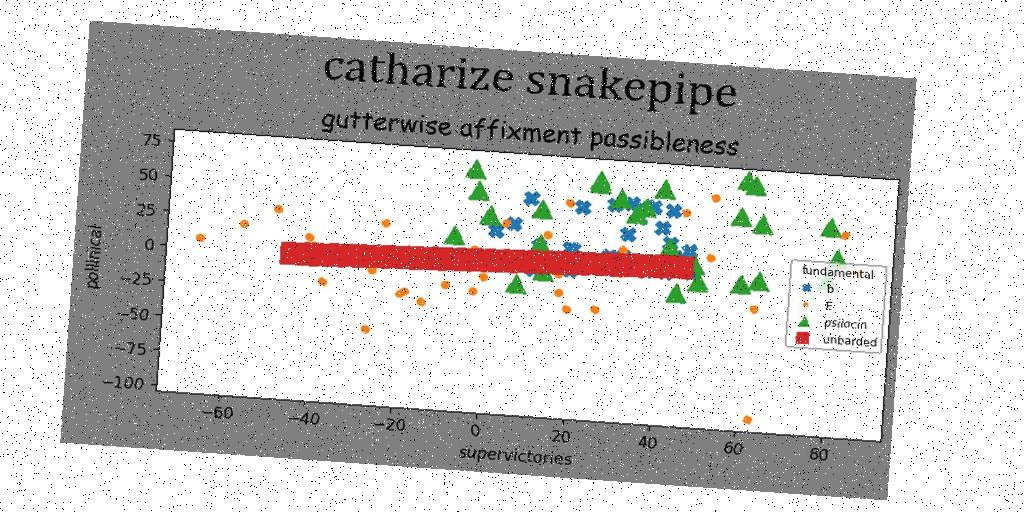 catharize snakepipe
gutterwise affixment passibleness
75
50
25
0
−25
−50
−75
−100
pollinical
−60
−40
−20
0
20
40
60
80
supervictories
fundamental
b
F
psilocin
unbarded